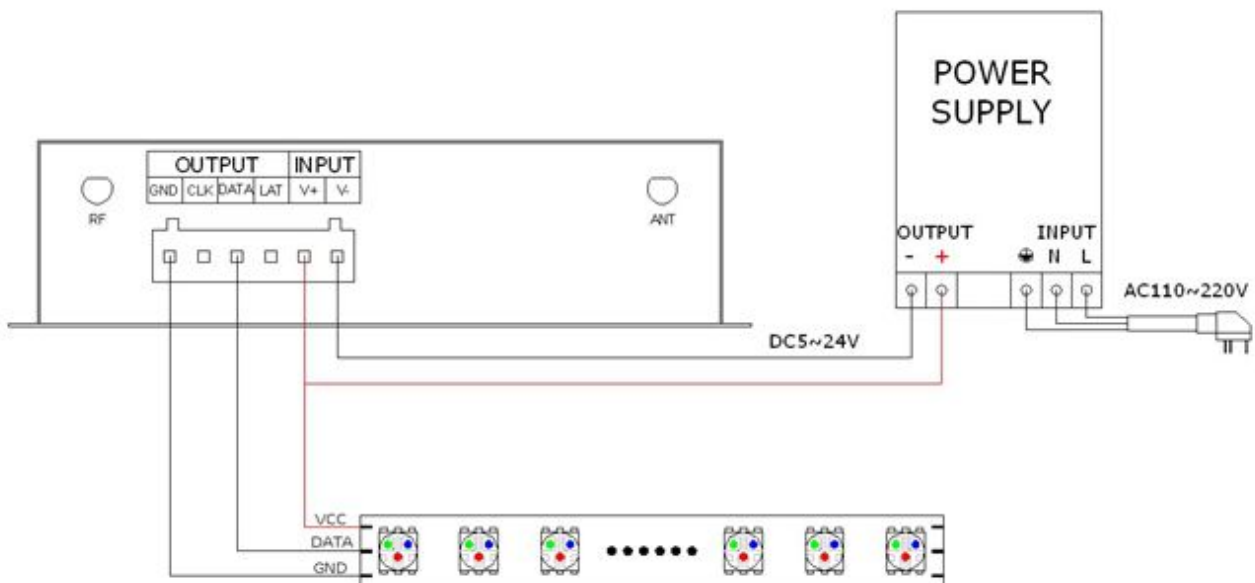 POWER
SUPPLY
OUTPUT INPUT
GND CLK DATA LAT V+ V-
RF
ANT
OUTPUT INPUT
- + N L
AC110~220V
DC5~24V
VCC
DATA
GND